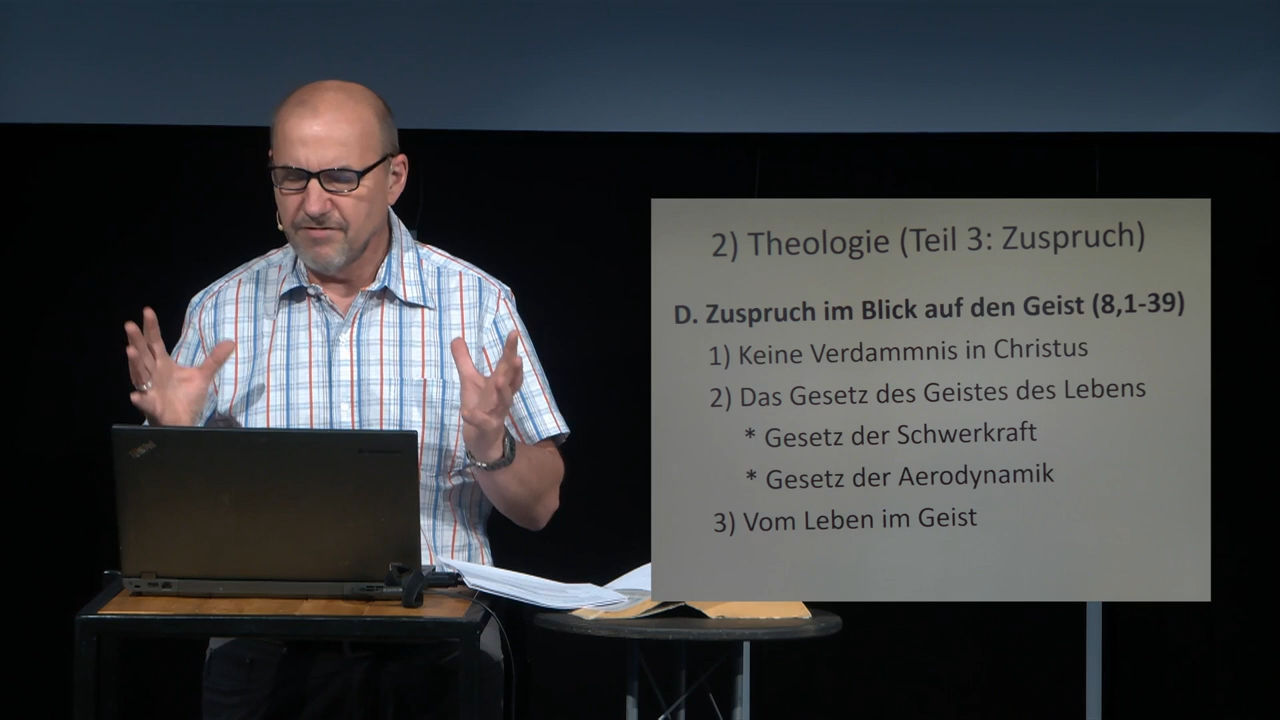 2) Theologie (Teil 3: Zuspruch)
D. Zuspruch im Blick auf den Geist (8,1-39)
1) Keine Verdammnis in Christus
2) Das Gesetz des Geistes des Lebens
* Gesetz der Schwerkraft
* Gesetz der Aerodynamik
3) Vom Leben im Geist